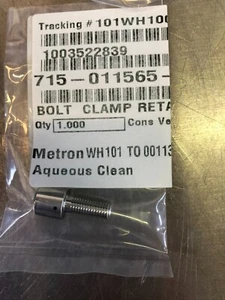 Tracking # 101WH100
1003522839
715-011565-
BOLT CLAMP RETA
Qty 1.000 Cons Ve
Metron WH101 TO 00113
Aqueous Clean